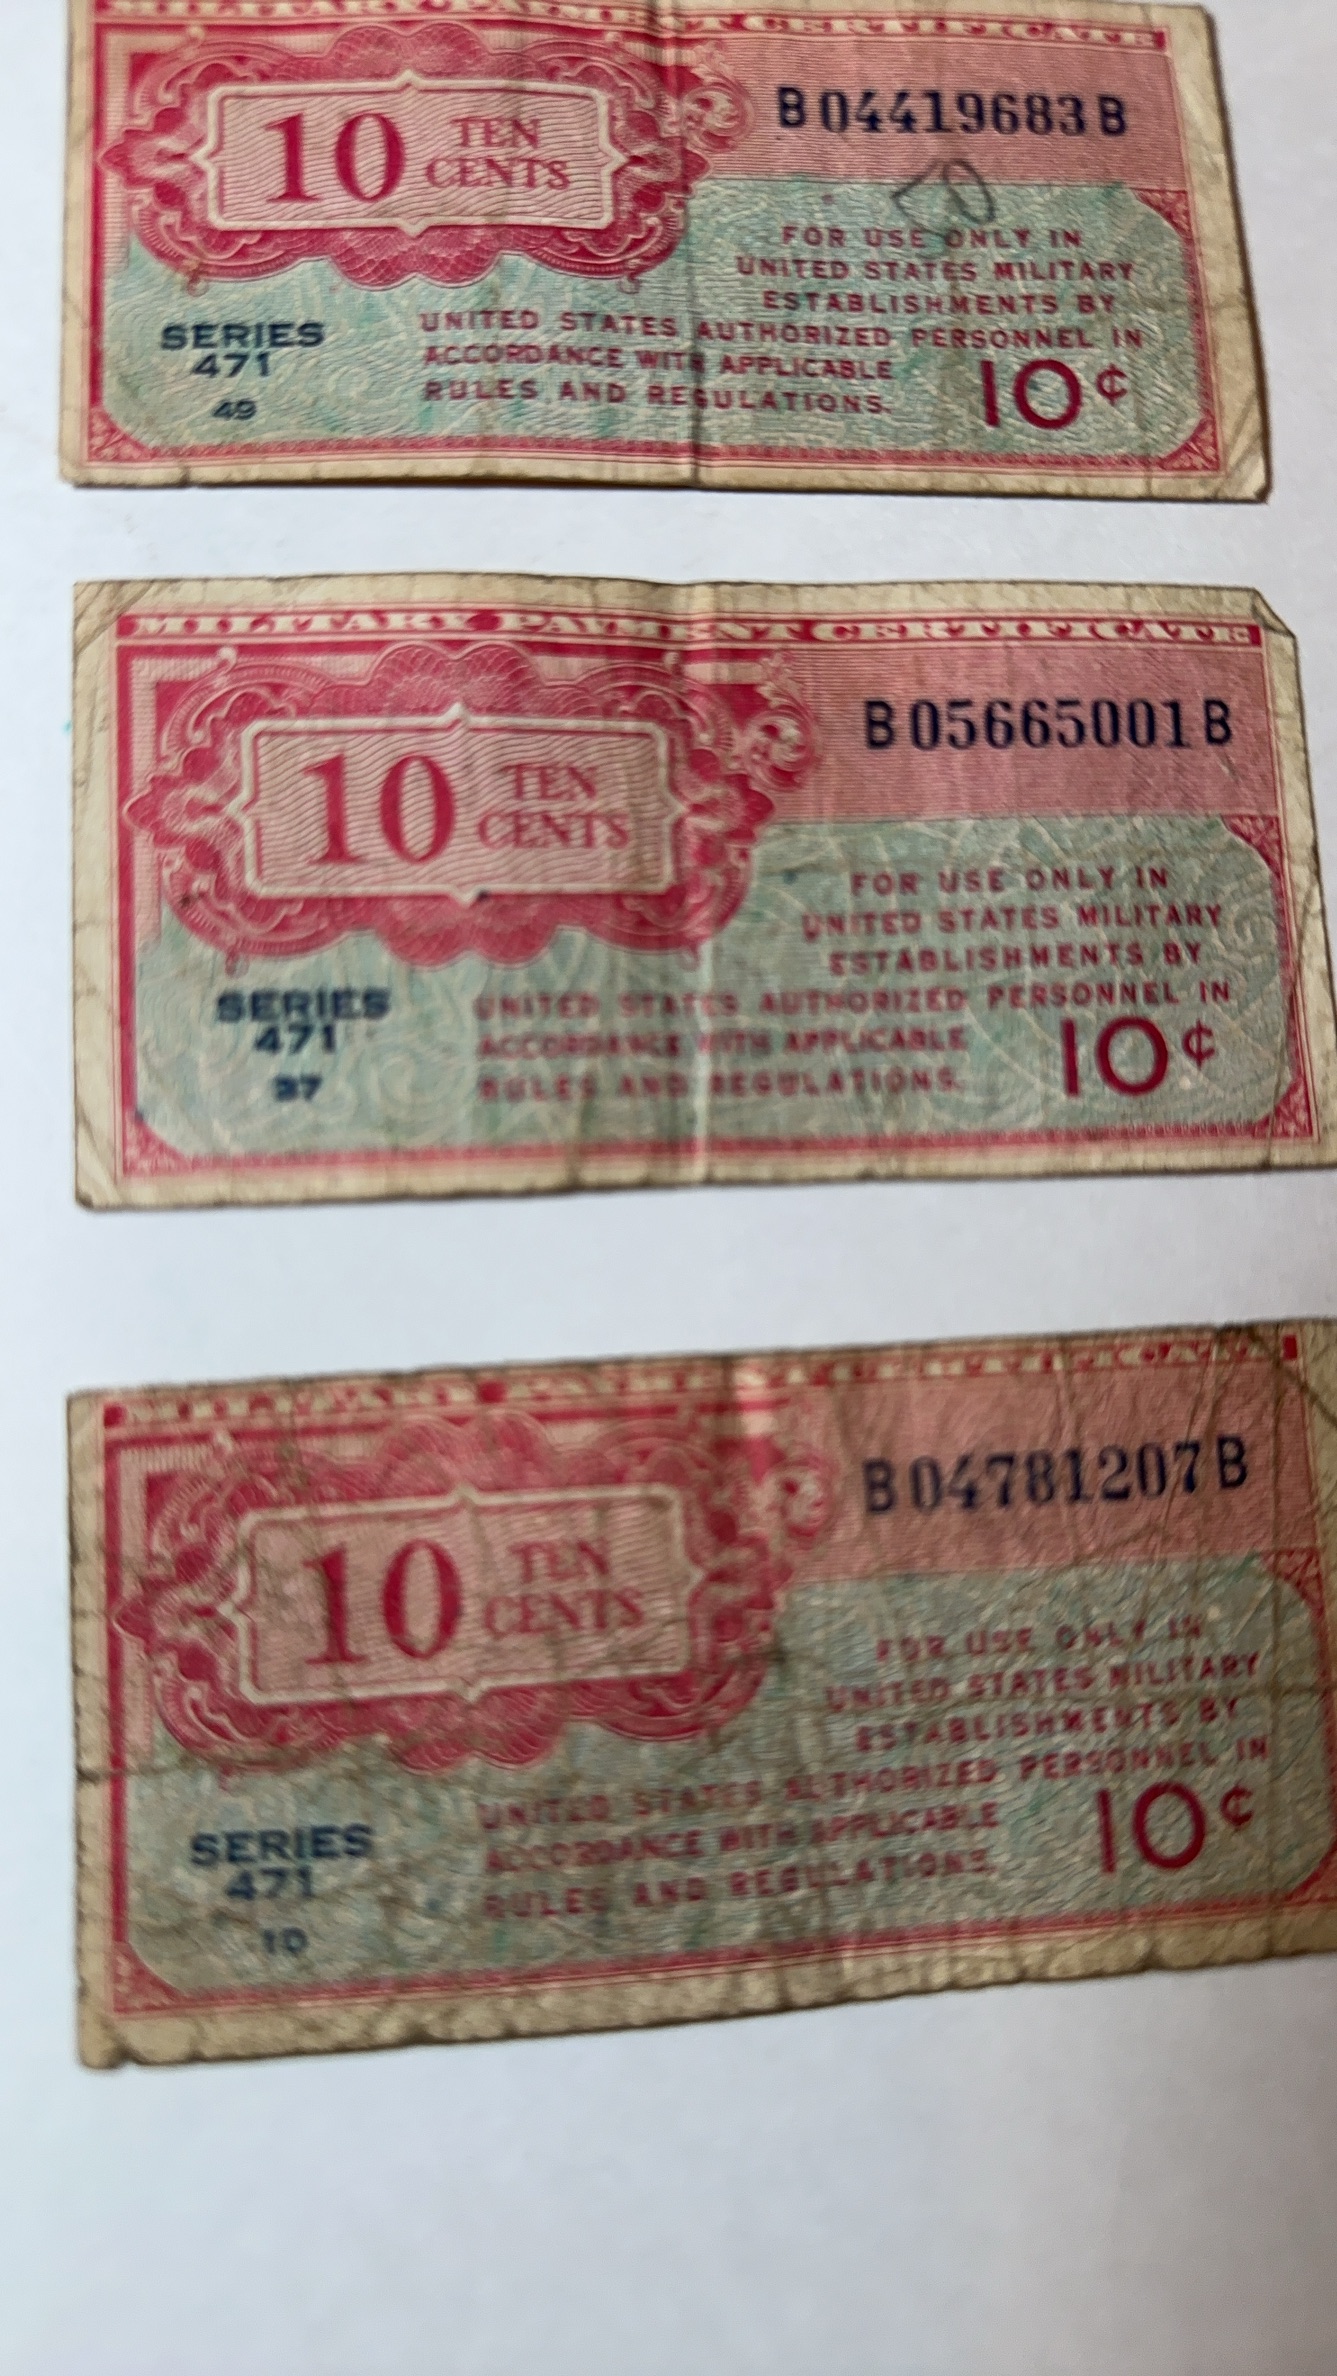 MILITARY PAYMENT CERTIFICATE
B04419683B
10 TEN
CENTS
FOR USE ONLY IN
UNITED STATES MILITARY
ESTABLISHMENTS BY
UNITED STATES AUTHORIZED PERSONNEL IN
ACCORDANCE WITH APPLICABLE
RULES AND REGULATIONS.
10¢
SERIES
471
49
MILITARY PAYMENT CERTIFICATE
B05665001B
10 TEN
CENTS
FOR USE ONLY IN
UNITED STATES MILITARY
ESTABLISHMENTS BY
UNITED STATES AUTHORIZED PERSONNEL IN
ACCORDANCE WITH APPLICABLE
RULES AND REGULATIONS.
10¢
SERIES
471
37
MILITARY PAYMENT CERTIFICATE
B04781207B
10 TEN
CENTS
FOR USE ONLY IN
UNITED STATES MILITARY
ESTABLISHMENTS BY
UNITED STATES AUTHORIZED PERSONNEL IN
ACCORDANCE WITH APPLICABLE
RULES AND REGULATIONS.
10¢
SERIES
471
10